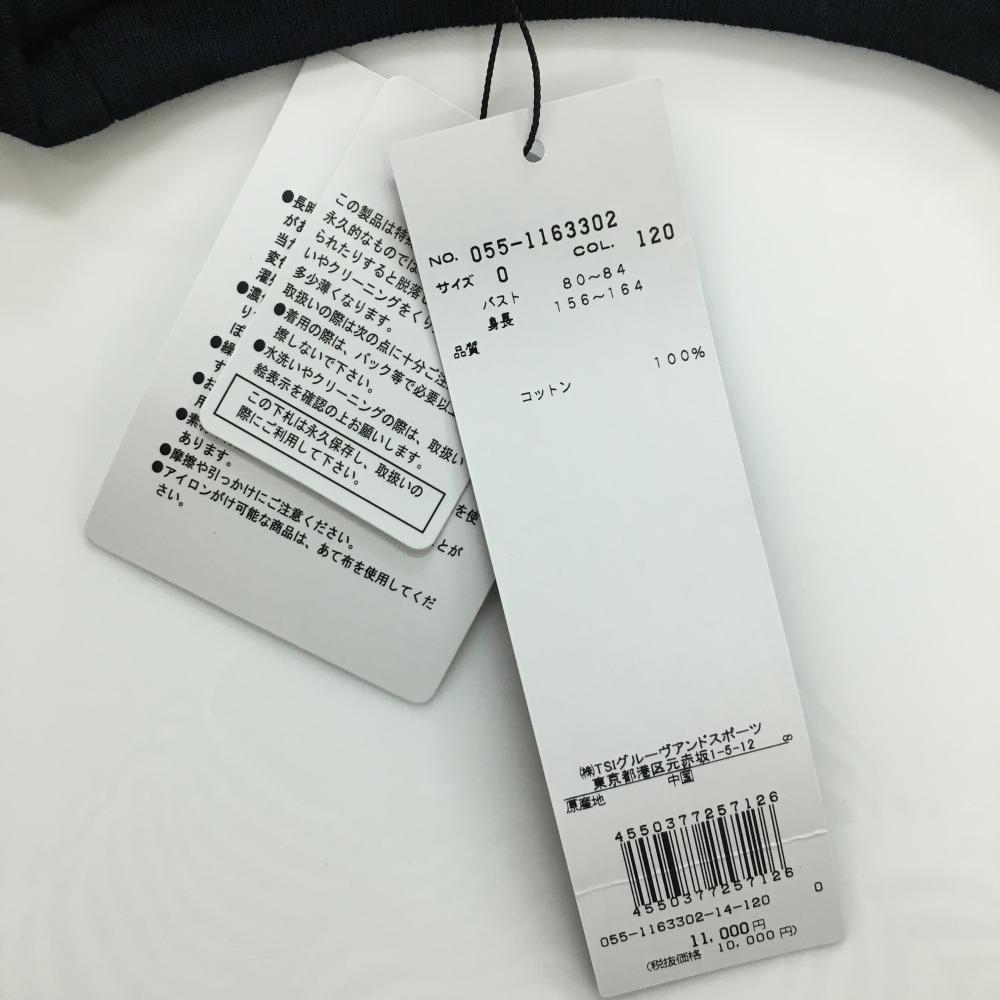 NO. 055-1163302
COL. 120
サイズ 0
バスト 80~84
身長 156~164
品質
100%
コットン
㈱TSIグルーヴアンドスポーツ
東京都港区元赤坂1-5-12
原産地 中国
4550377257126
4550377257126
055-1163302-14-120 0
11,000円
(税抜価格 10,000円)
この製品は特
永久的なものでは
られたりすると脱落
いやクリーニングをくり
多少薄くなります。
取扱いの際は次の点に十分ご注
●着用の際は、バック等で必要以
擦しないで下さい。
●水洗いやクリーニングの際は、取扱い
絵表示を確認の上お願いします。
この下札は永久保存し、取扱いの
際にご利用して下さい。
●長
が
当
変
濯
●濃
り
ぼ
●繰
す
●お
用
●素
あります。
を使
とが
●摩擦や引っかけにご注意ください。
●アイロンがけ可能な商品は、あて布を使用してくだ
さい。